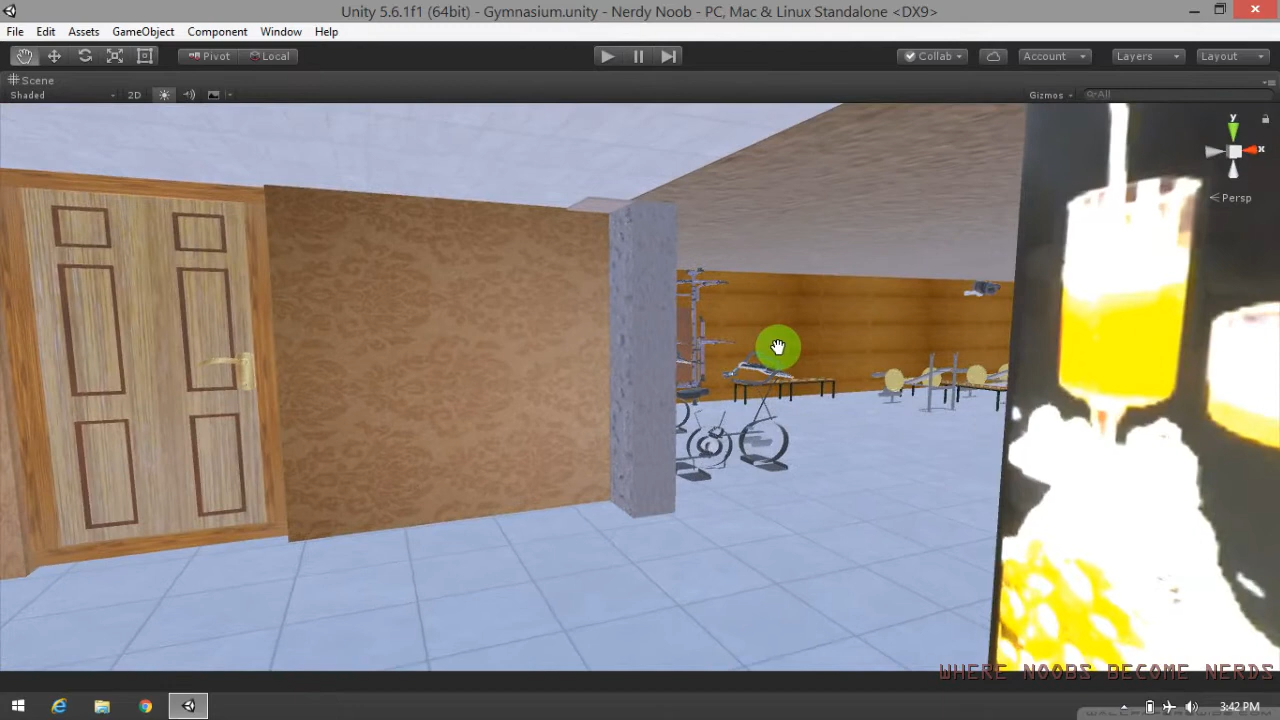 Unity 5.6.1f1 (64bit) - Gymnasium.unity - Nerdy Noob - PC, Mac & Linux Standalone <DX9>
File Edit Assets GameObject Component Window Help
Pivot Local Collab Account Layers Layout
Scene
Shaded 2D Gizmos All
y
x
Persp
WHERE NOOBS BECOME NERDS
3:42 PM